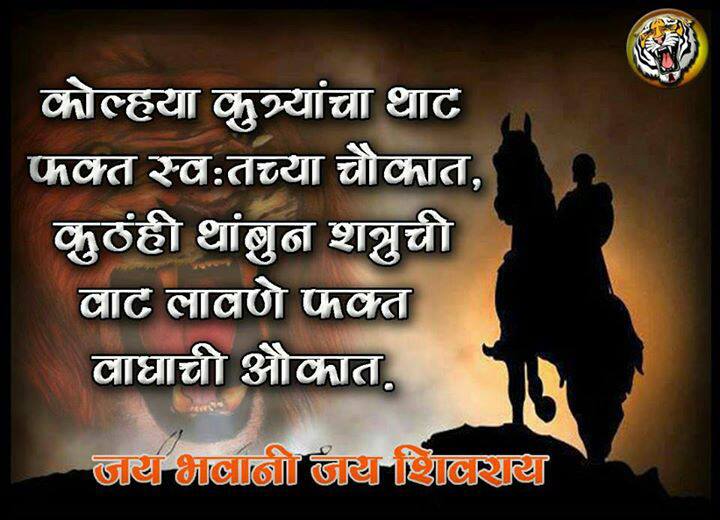 कोल्हया कुत्र्यांचा थाट
फक्त स्व:तच्या चौकात,
कुठंही थांबुन शत्रुची
वाट लावणे फक्त
वाघाची औकात.
जय भवानी जय शिवराय